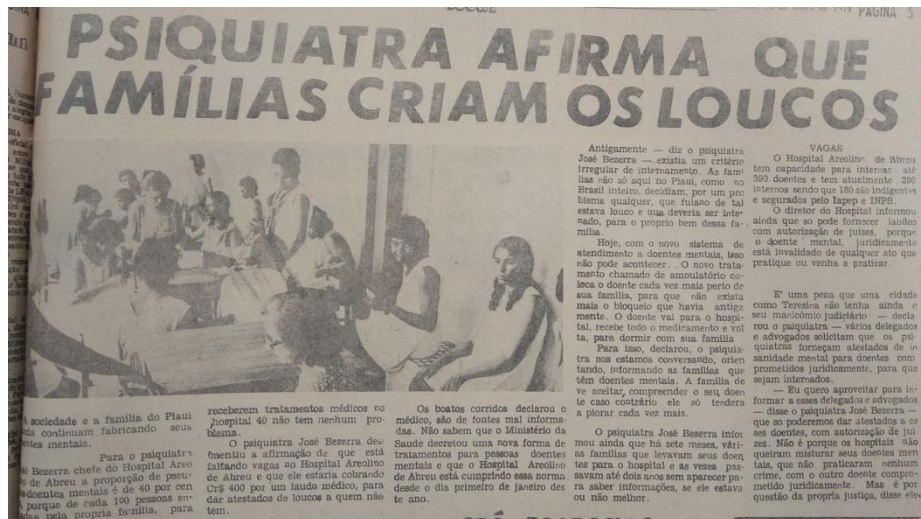 PAGINA 5
PSIQUIATRA AFIRMA QUE
FAMÍLIAS CRIAM OS LOUCOS
A sociedade e a família do Piauí
ainda continuam fabricando seus
doentes mentais.
Para o psiquiatra
José Bezerra chefe do Hospital Areo
de Abreu a proporção de pseu-
doentes mentais é de 40 por cen
porque de cada 100 pessoas en-
pela propria família, para
receberem tratamentos médicos no
hospital 40 não tem nenhum pro
blema.
O psiquiatra José Bezerra des
mentiu a afirmação de que está
faltando vagas no Hospital Areolino
de Abreu e que ele estaria cobrando
Cr$ 400 por um laudo médico, para
dar atestados de loucos a quem não
tem.
Os boatos corridos declarou o
médico, são de fontes mal informa-
das. Não sabem que o Ministério da
Saude decretou uma nova forma de
tratamentos para pessoas doentes
mentais e que o Hospital Areolino
de Abreu está cumprindo essa norma
desde o dia primeiro de janeiro des
te ano.
Antigamente — diz o psiquiatra
José Bezerra — existia um critério
irregular de internamento. As famí
lias não só aqui no Piaui, como no
Brasil inteiro, decidiam, por um pro
blema qualquer, que fulano de tal
estava louco e que deveria ser inter
nado, para o proprio bem dessa fa-
mília.
Hoje, com o novo sistema de
atendimento a doentes mentais, isso
não pode acontecer. O novo trata-
mento chamado de amoulatório co-
loca o doente cada vez mais perto de
sua família, para que não exista
mais o bloqueio que havia antiga-
mente. O doente vai para o hospi-
tal, recebe todo o medicamento e vol
ta, para dormir com sua familia
Para isso, declarou, o psiquia-
tra nos estamos conversando, orien
tando, informando as famílias que
têm doentes mentais. A família de
ve aceitar, compreender o seu doen
te caso contrário ele só tendera
a piorar cada vez mais.
O psiquiatra José Bezerra infor
mou ainda que há sete meses, vári-
as familias que levavam seus doen
tes para o hospital e as vêses pas-
savam até dois anos sem aparecer pa-
ra saber informações, se ele estava
ou não melhor.
VAGAS
O Hospital Areolino de Abreu
tem capacidade para internar até
393 doentes e tem atualmente 290
internos sendo que 180 são indigentes
e segurados pelo Iapep e INPS.
O diretor do Hospital informou
ainda que so pode fornecer laudos
com autorização de juizes, porque
o doente mental, juridicamente
está invalidado de qualquer ato que
pratique ou venha a praticar.
E' uma pena que uma cidade
como Teresina não tenha ainda o
seu manicômio judiciário — decla
rou o psiquiatra — vários delegados
e advogados solicitam que os psi-
quiatras forneçam atestados de in
sanidade mental para doentes com
prometidos juridicamente, para que
sejam internados.
— Eu quero aproveitar para in-
formar a esses delegados e advogados
— disse o psiquiatra José Bezerra —
que so poderemos dar atestados a os
ses doentes, com autorização de juí-
zes. Não é porque os hospitais não
queiram misturar seus doentes men
tais, que não praticaram nenhum
crime, com o outro doente compro-
metido juridicamente. Mas é por
questão da propria justiça, disse ele